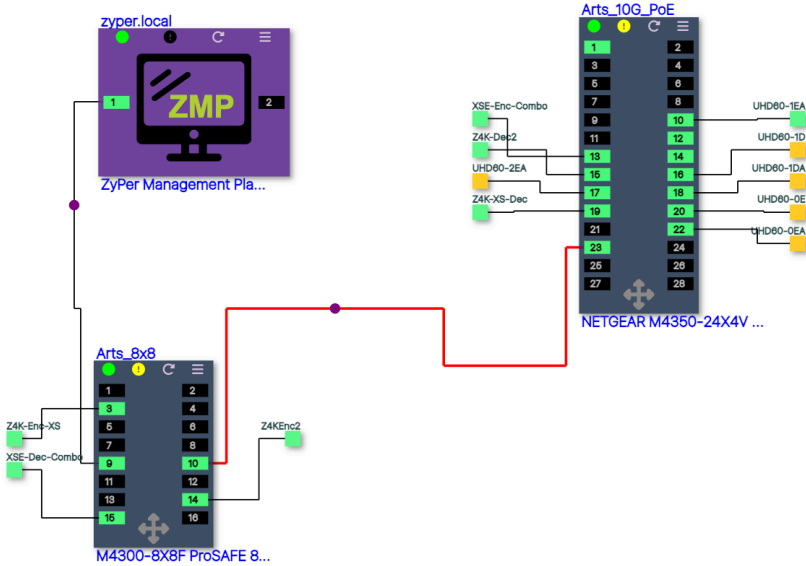 zyper.local
1
ZMP
2
ZyPer Management Pla...
Arts_10G_PoE
1 2
3 4
5 6
7 8
9 10
11 12
13 14
15 16
17 18
19 20
21 22
23 24
25 26
27 28
NETGEAR M4350-24X4V ...
XSE-Enc-Combo
Z4K-Dec2
UHD60-2EA
Z4K-XS-Dec
UHD60-1EA
UHD60-1D
UHD60-1DA
UHD60-0E
UHD60-0EA
Arts_8x8
1 2
3 4
5 6
7 8
9 10
11 12
13 14
15 16
M4300-8X8F ProSAFE 8...
Z4K-Enc-XS
XSE-Dec-Combo
Z4KEnc2